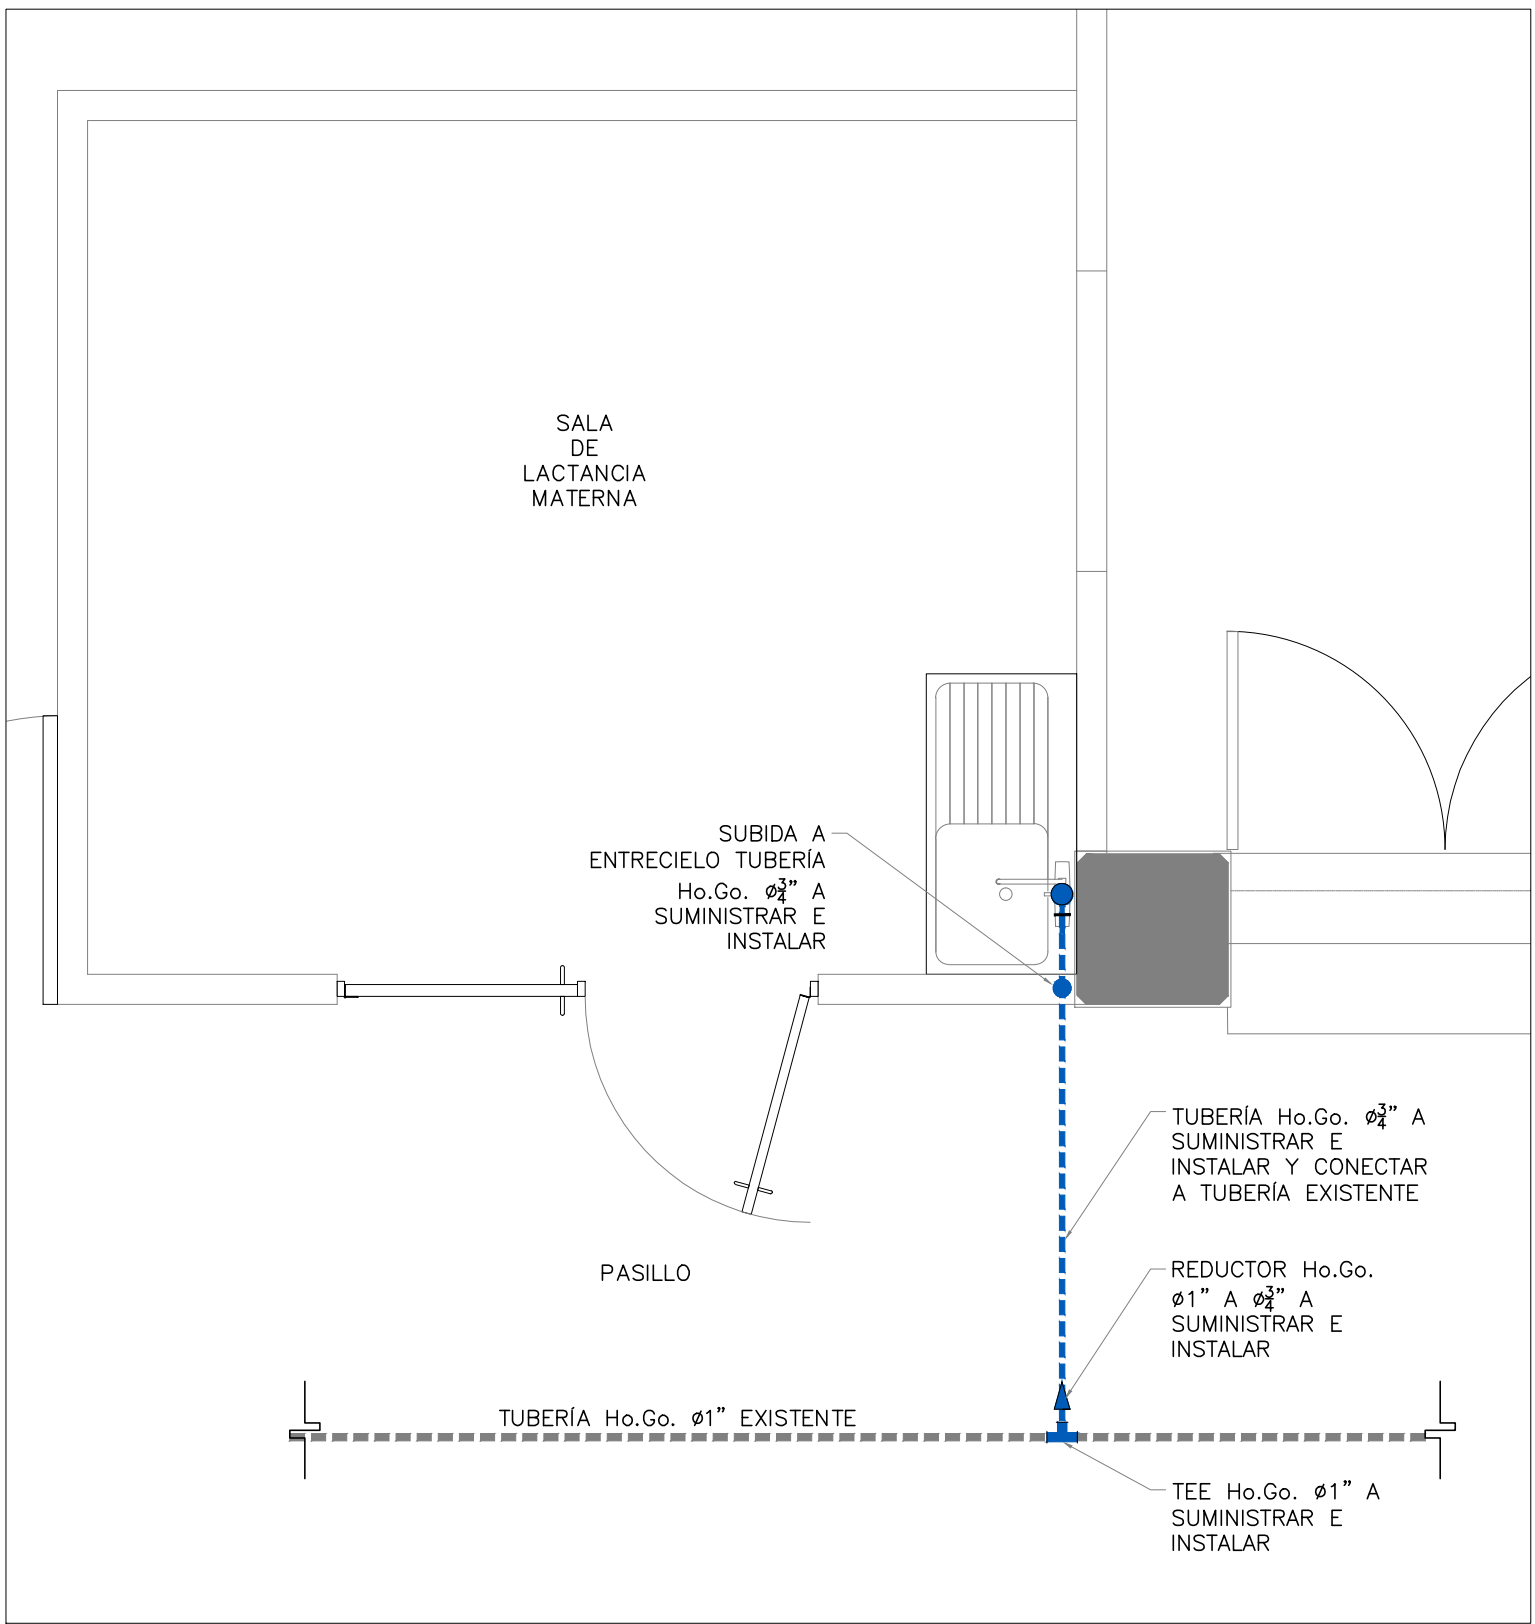 SALA
DE
LACTANCIA
MATERNA
SUBIDA A
ENTRECIELO TUBERÍA
Ho.Go. ø3/4" A
SUMINISTRAR E
INSTALAR
TUBERÍA Ho.Go. ø3/4" A
SUMINISTRAR E
INSTALAR Y CONECTAR
A TUBERÍA EXISTENTE
PASILLO
REDUCTOR Ho.Go.
ø1" A ø3/4" A
SUMINISTRAR E
INSTALAR
TUBERÍA Ho.Go. ø1" EXISTENTE
TEE Ho.Go. ø1" A
SUMINISTRAR E
INSTALAR